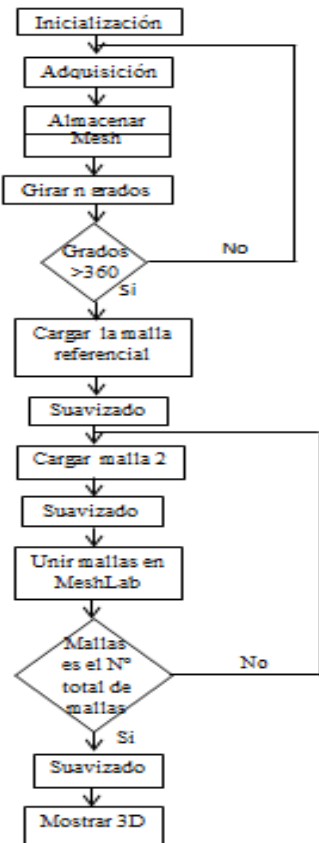 Inicialización
Adquisición
Almacenar
Mesh
Girar n grados
Grados
>360
No
Si
Cargar la malla
referencial
Suavizado
Cargar malla 2
Suavizado
Unir mallas en
MeshLab
Mallas
es el Nº
total de
mallas
No
Si
Suavizado
Mostrar 3D